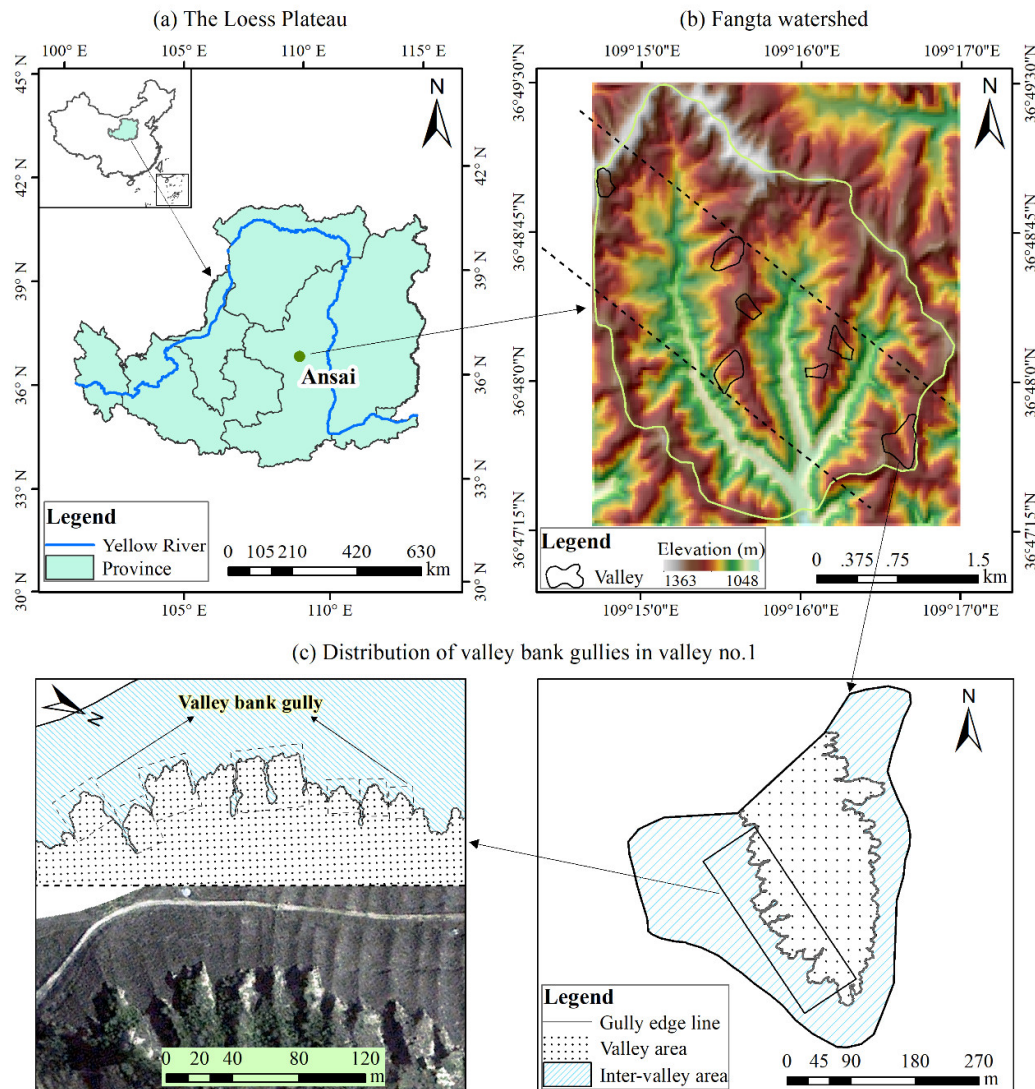 (a) The Loess Plateau
100° E 105° E 110° E 115° E
45° N
42° N
39° N
36° N
33° N
30° N
N
42° N
39° N
36° N
33° N
30° N
Ansai
Legend
Yellow River
Province
0 105 210 420 630
km
105° E 110° E
(b) Fangta watershed
109°15'0"E 109°16'0"E 109°17'0"E
36°49'30"N
36°48'45"N
36°48'0"N
36°47'15"N
N
36°49'30"N
36°48'45"N
36°48'0"N
36°47'15"N
Legend
Valley
Elevation (m)
1363 1048
0 .375 .75 1.5
km
109°15'0"E 109°16'0"E 109°17'0"E
(c) Distribution of valley bank gullies in valley no.1
N
Valley bank gully
0 20 40 80 120
m
N
Legend
Gully edge line
Valley area
Inter-valley area
0 45 90 180 270
m